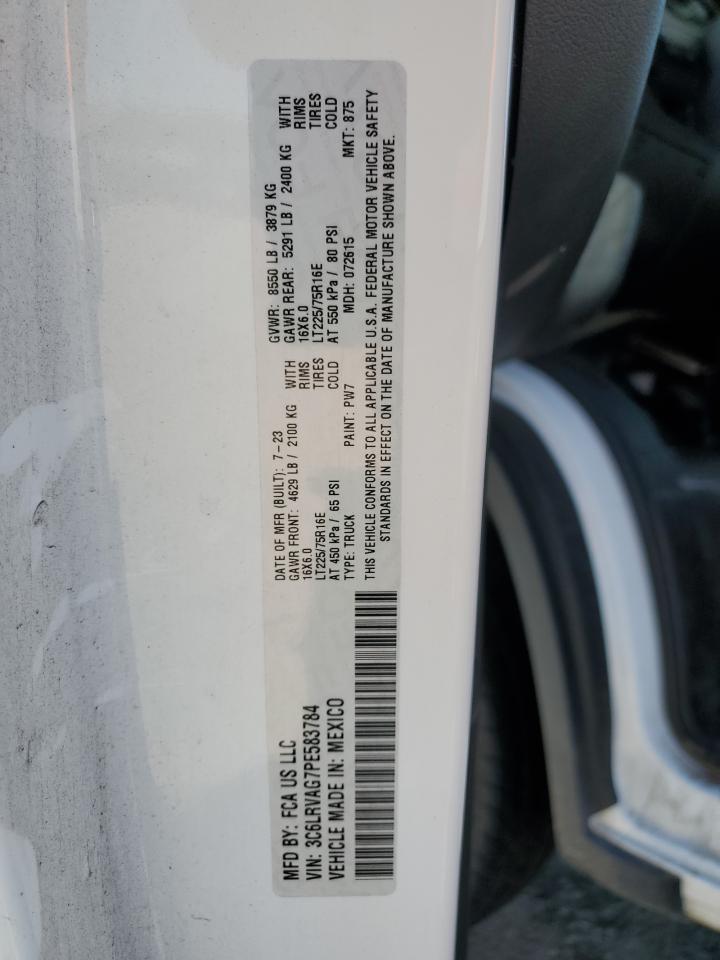 MFD BY: FCA US LLC
VIN: 3C6LRVAG7PE583784
VEHICLE MADE IN: MEXICO
DATE OF MFR (BUILT): 7-23
GAWR FRONT: 4629 LB / 2100 KG WITH
16X6.0 RIMS
LT225/75R16E TIRES
AT 450 kPa / 65 PSI COLD
TYPE: TRUCK PAINT: PW7
GVWR: 8550 LB / 3879 KG
GAWR REAR: 5291 LB / 2400 KG WITH
16X6.0 RIMS
LT225/75R16E TIRES
AT 550 kPa / 80 PSI COLD
MDH: 072615 MKT: 875
THIS VEHICLE CONFORMS TO ALL APPLICABLE U.S.A. FEDERAL MOTOR VEHICLE SAFETY
STANDARDS IN EFFECT ON THE DATE OF MANUFACTURE SHOWN ABOVE.